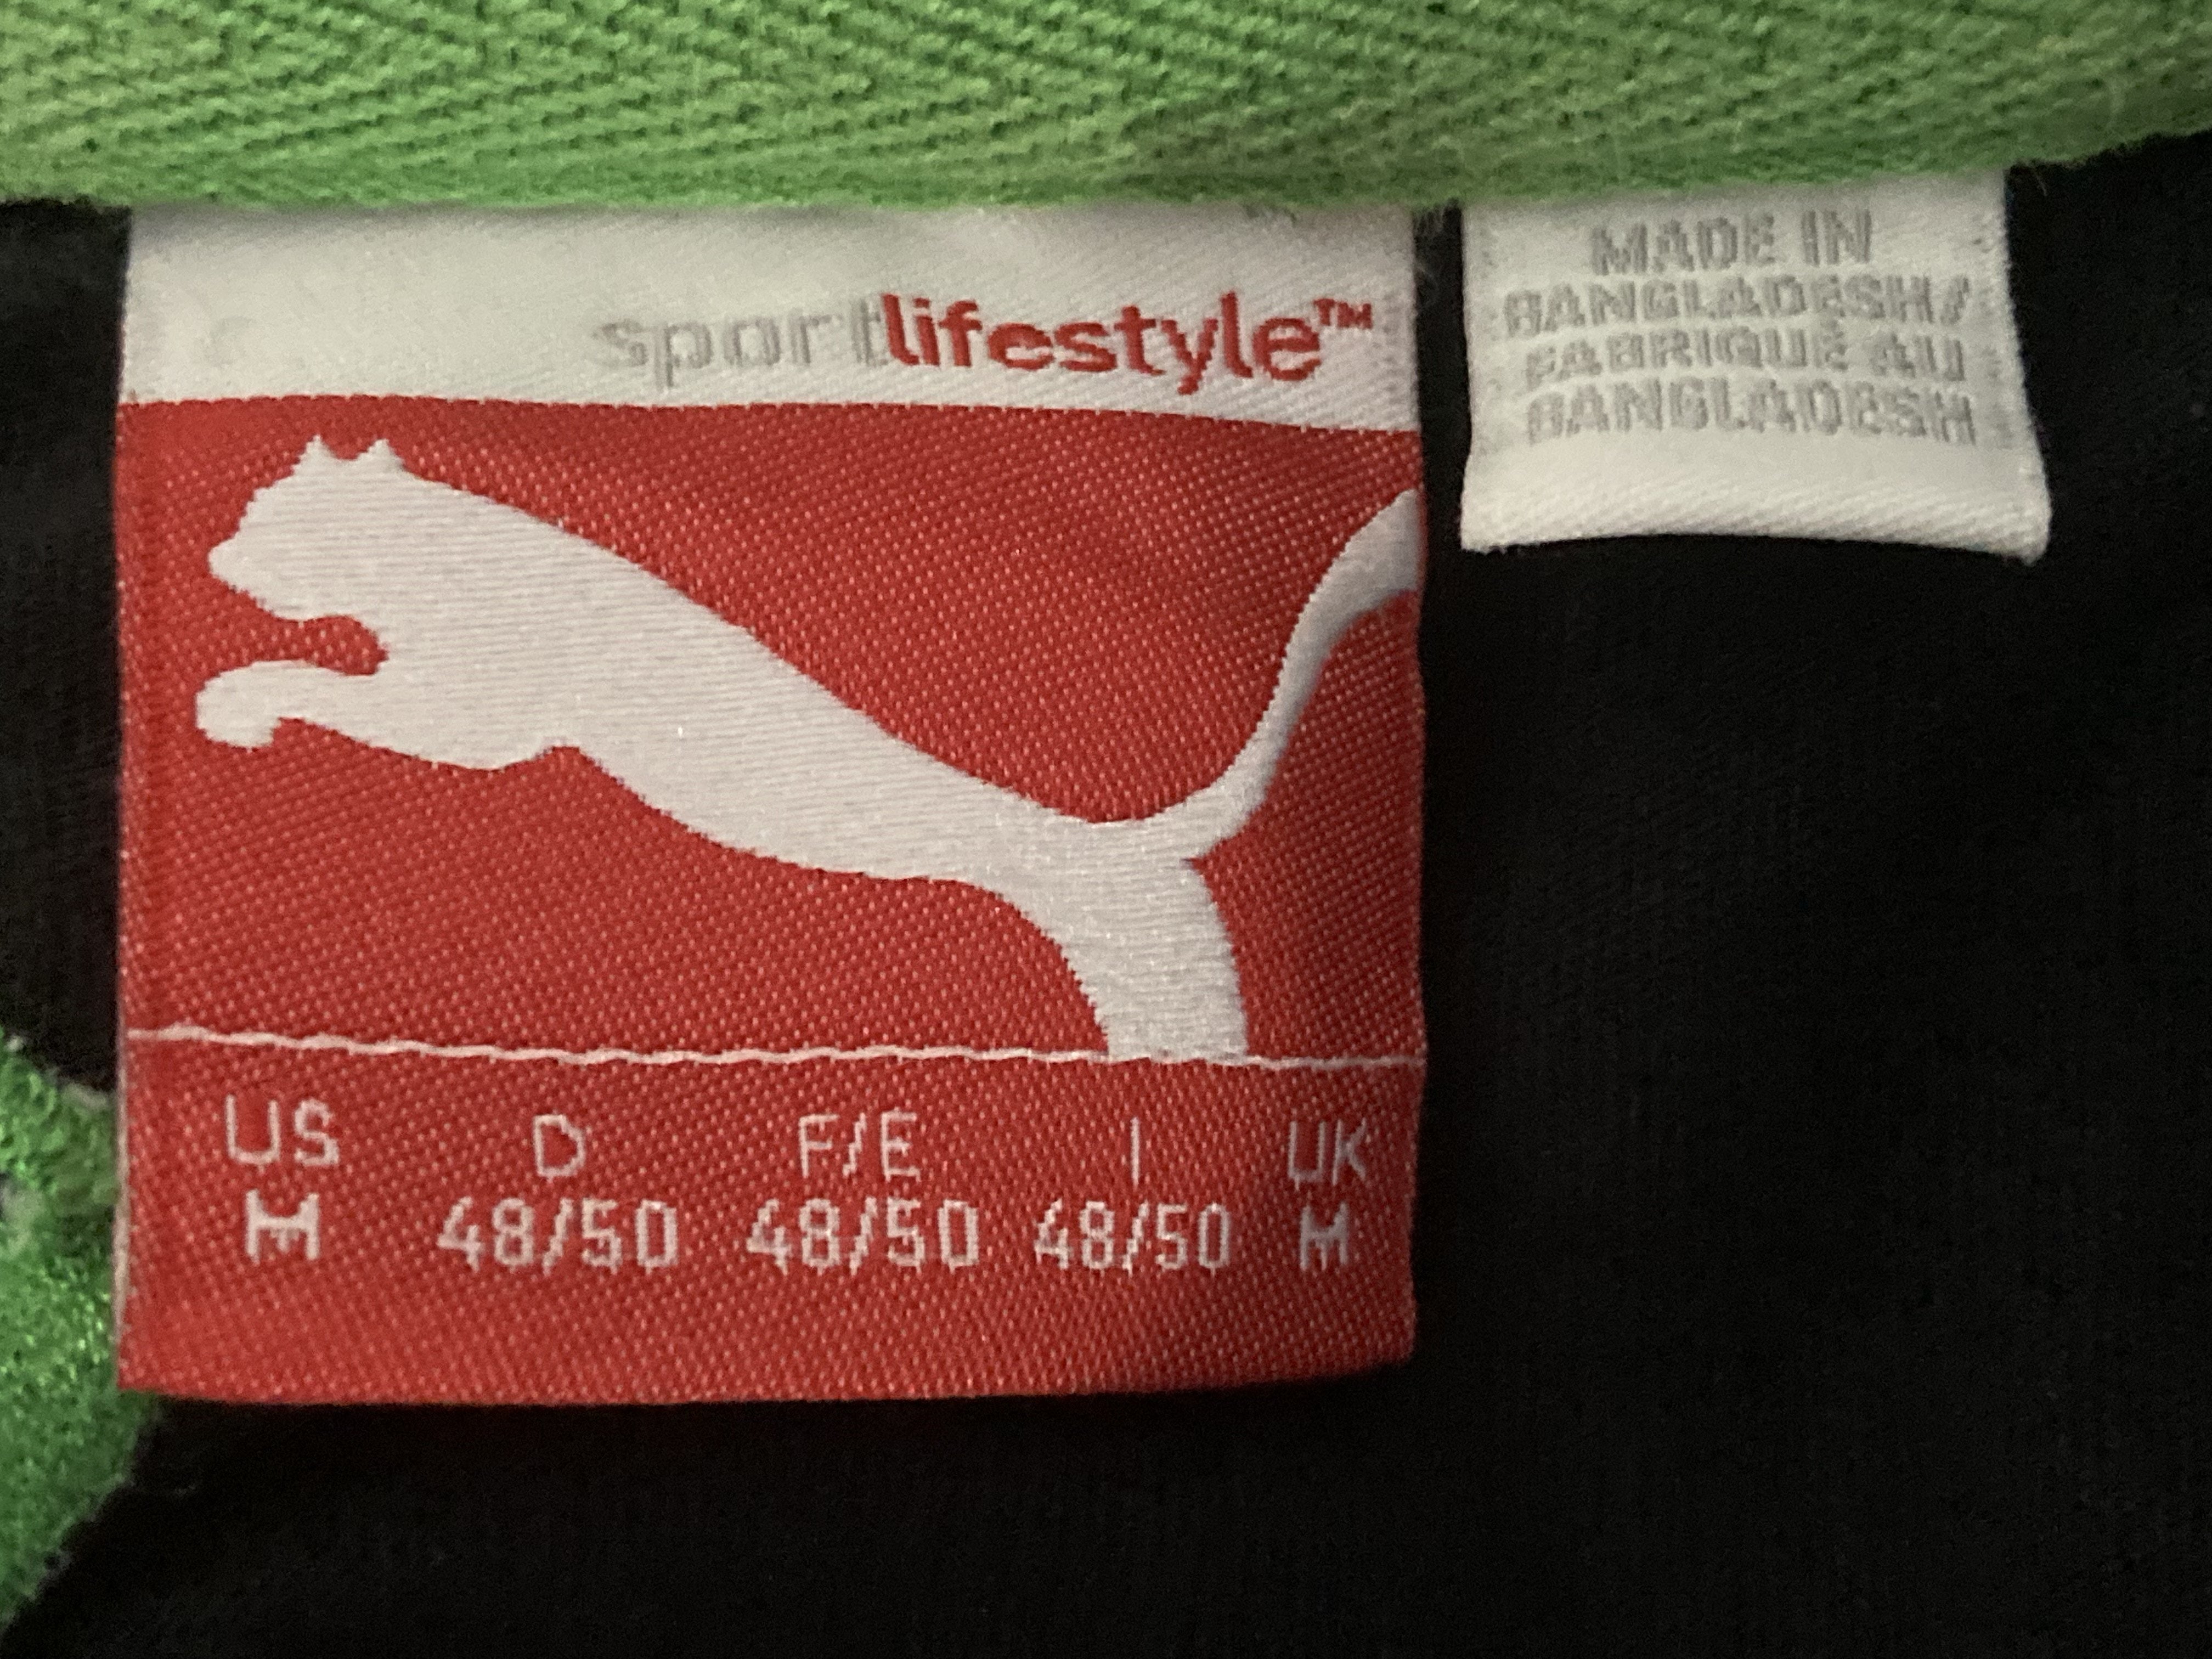 sportlifestyle™
US D F/E I UK
M 48/50 48/50 48/50 M
MADE IN
BANGLADESH/
FABRIQUÉ AU
BANGLADESH